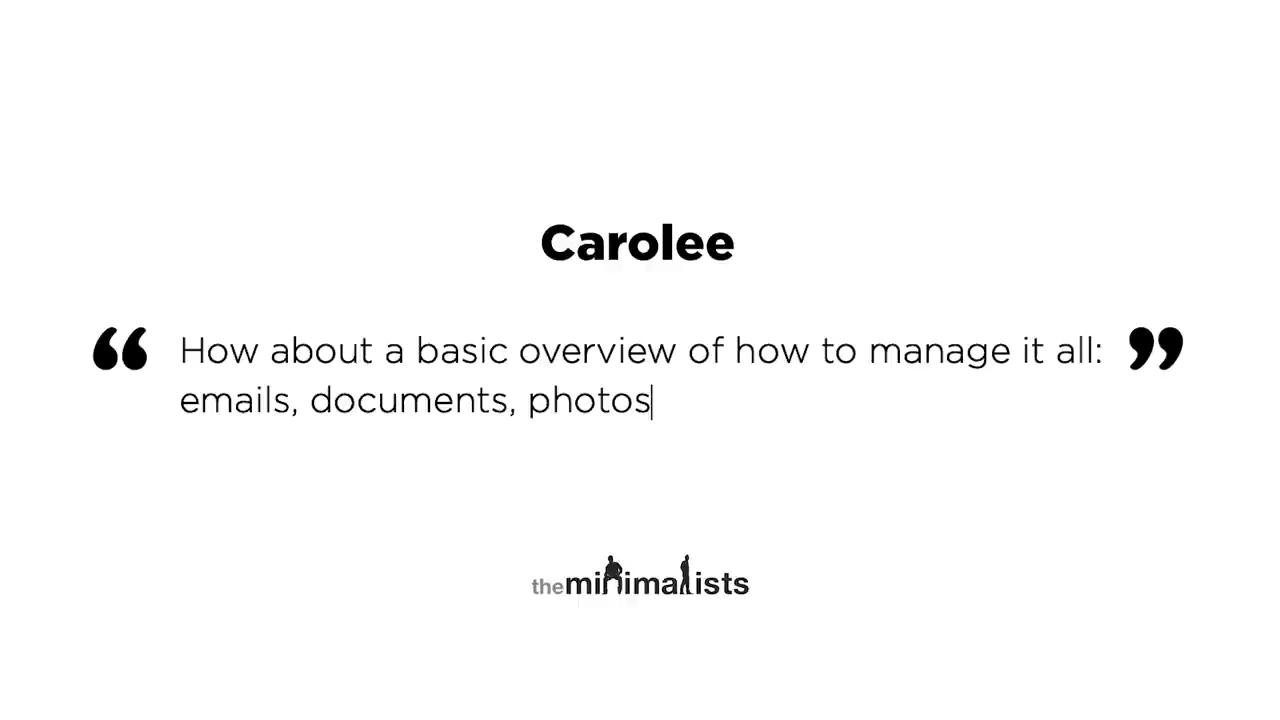 Carolee
“ How about a basic overview of how to manage it all: ”
emails, documents, photos
theminimalists